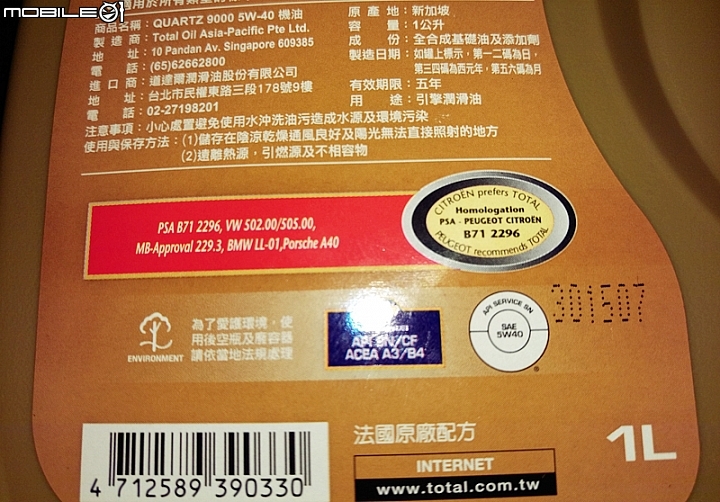 MOBILE01
適用於所有
商品名稱：QUARTZ 9000 5W-40 機油
製造商：Total Oil Asia-Pacific Pte Ltd.
地址：10 Pandan Av. Singapore 609385
電話：(65)62662800
進口商：道達爾潤滑油股份有限公司
地址：台北市民權東路三段178號9樓
電話：02-27198201
原產地：新加坡
容量：1公升
成份：全合成基礎油及添加劑
製造日期：如罐上標示，第一二碼為日，
第三四碼為西元年，第五六碼為月
有效期限：五年
用途：引擎潤滑油
注意事項：小心處置避免使用水沖洗油污造成水源及環境污染
使用與保存方法：(1)儲存在陰涼乾燥通風良好及陽光無法直接照射的地方
(2)遠離熱源，引燃源及不相容物
PSA B71 2296, VW 502.00/505.00,
MB-Approval 229.3, BMW LL-01,Porsche A40
CITROËN prefers TOTAL
Homologation
PSA - PEUGEOT CITROËN
B71 2296
PEUGEOT recommends TOTAL
301507
ENVIRONMENT
為了愛護環境，使
用後空瓶及廢容器
請依當地法規處理
API SN/CF
ACEA A3/B4
API SERVICE SN
SAE
5W40
法國原廠配方
1L
INTERNET
www.total.com.tw
4 712589 390330